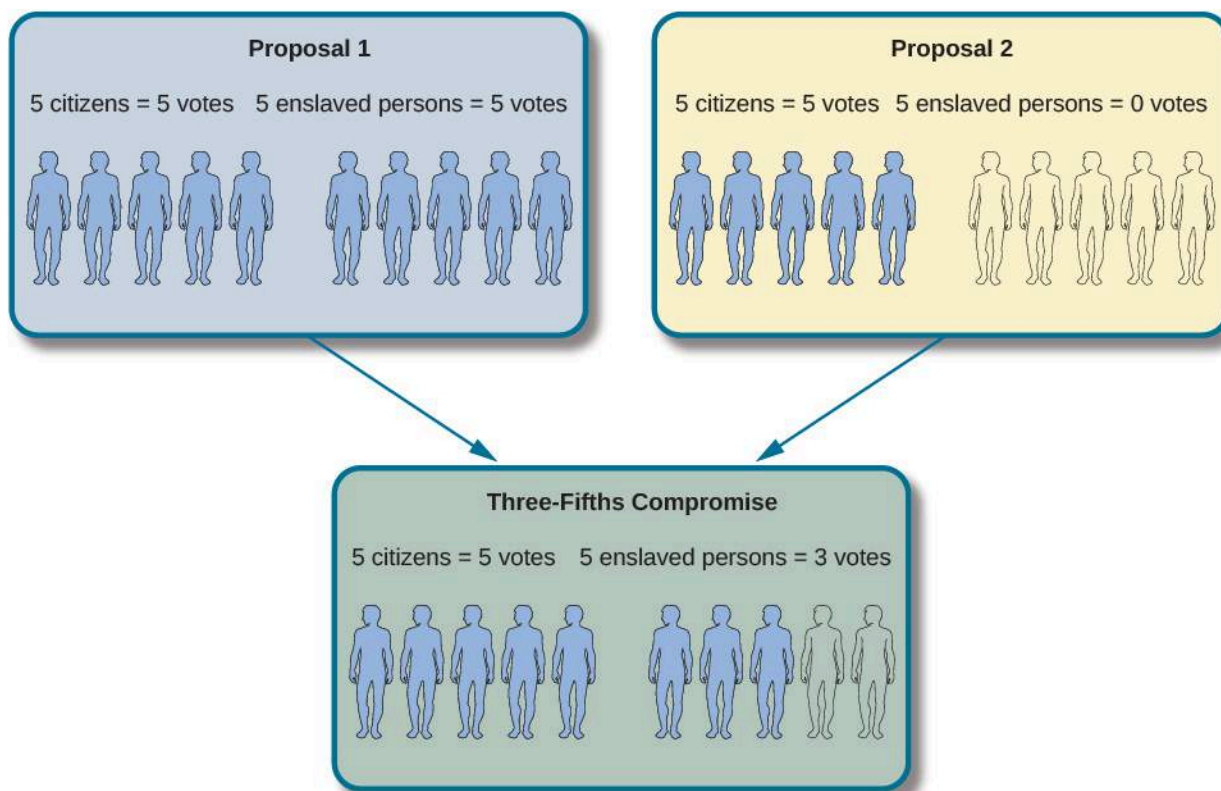 Proposal 1
5 citizens = 5 votes 5 enslaved persons = 5 votes
Proposal 2
5 citizens = 5 votes 5 enslaved persons = 0 votes
Three-Fifths Compromise
5 citizens = 5 votes 5 enslaved persons = 3 votes